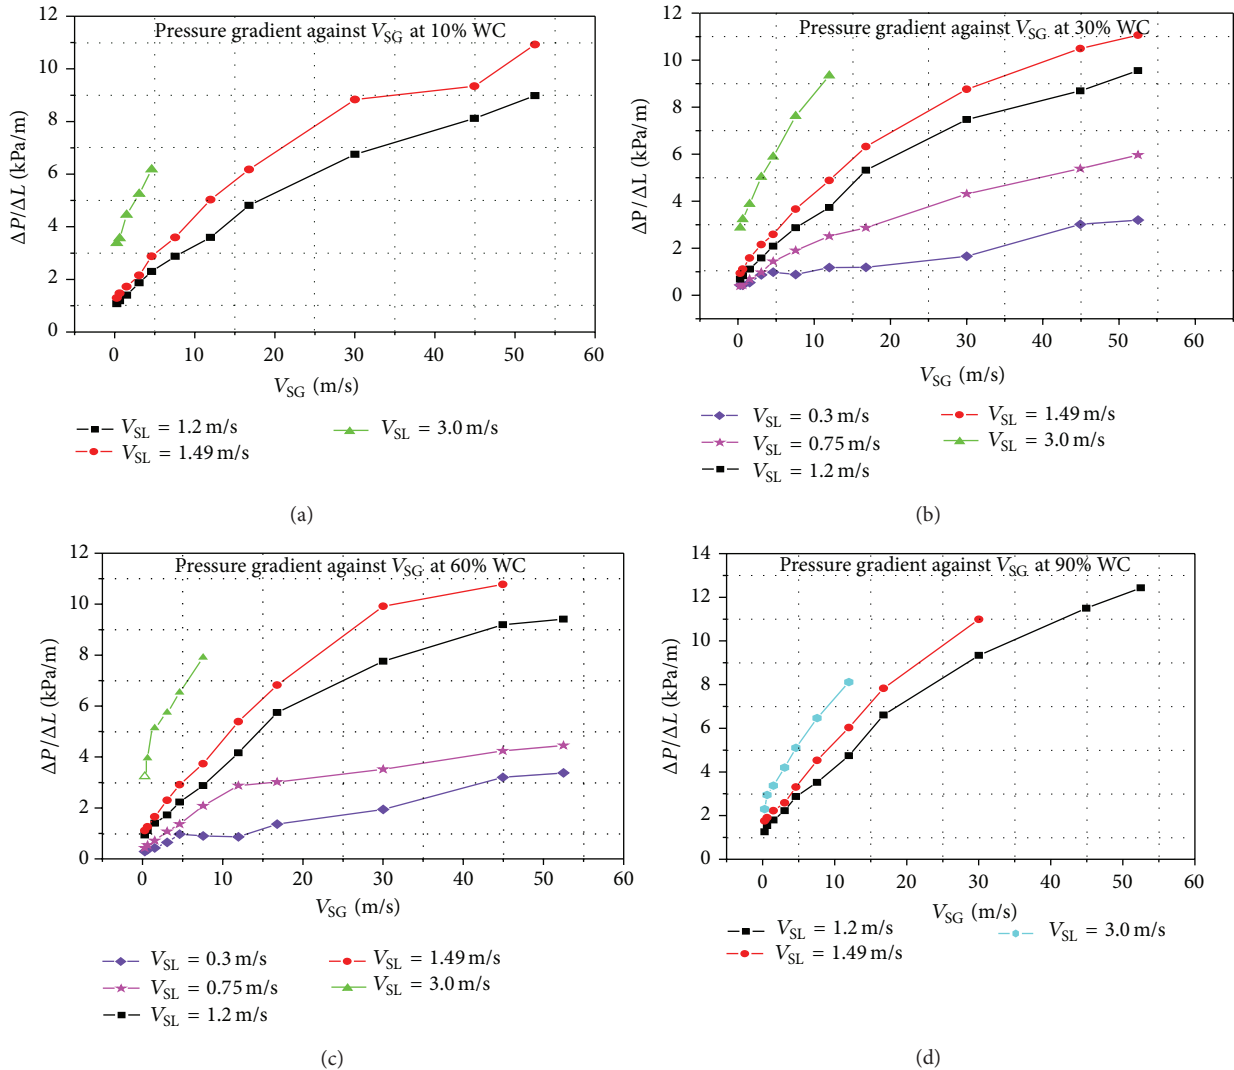 Pressure gradient against VSG at 10% WC
12
10
8
6
4
2
0
ΔP/ΔL (kPa/m)
0 10 20 30 40 50 60
VSG (m/s)
VSL = 1.2 m/s
VSL = 1.49 m/s
VSL = 3.0 m/s
(a)
Pressure gradient against VSG at 30% WC
12
10
8
6
4
2
0
ΔP/ΔL (kPa/m)
0 10 20 30 40 50 60
VSG (m/s)
VSL = 0.3 m/s
VSL = 0.75 m/s
VSL = 1.2 m/s
VSL = 1.49 m/s
VSL = 3.0 m/s
(b)
Pressure gradient against VSG at 60% WC
12
10
8
6
4
2
0
ΔP/ΔL (kPa/m)
0 10 20 30 40 50 60
VSG (m/s)
VSL = 0.3 m/s
VSL = 0.75 m/s
VSL = 1.2 m/s
VSL = 1.49 m/s
VSL = 3.0 m/s
(c)
Pressure gradient against VSG at 90% WC
14
12
10
8
6
4
2
0
ΔP/ΔL (kPa/m)
0 10 20 30 40 50 60
VSG (m/s)
VSL = 1.2 m/s
VSL = 1.49 m/s
VSL = 3.0 m/s
(d)